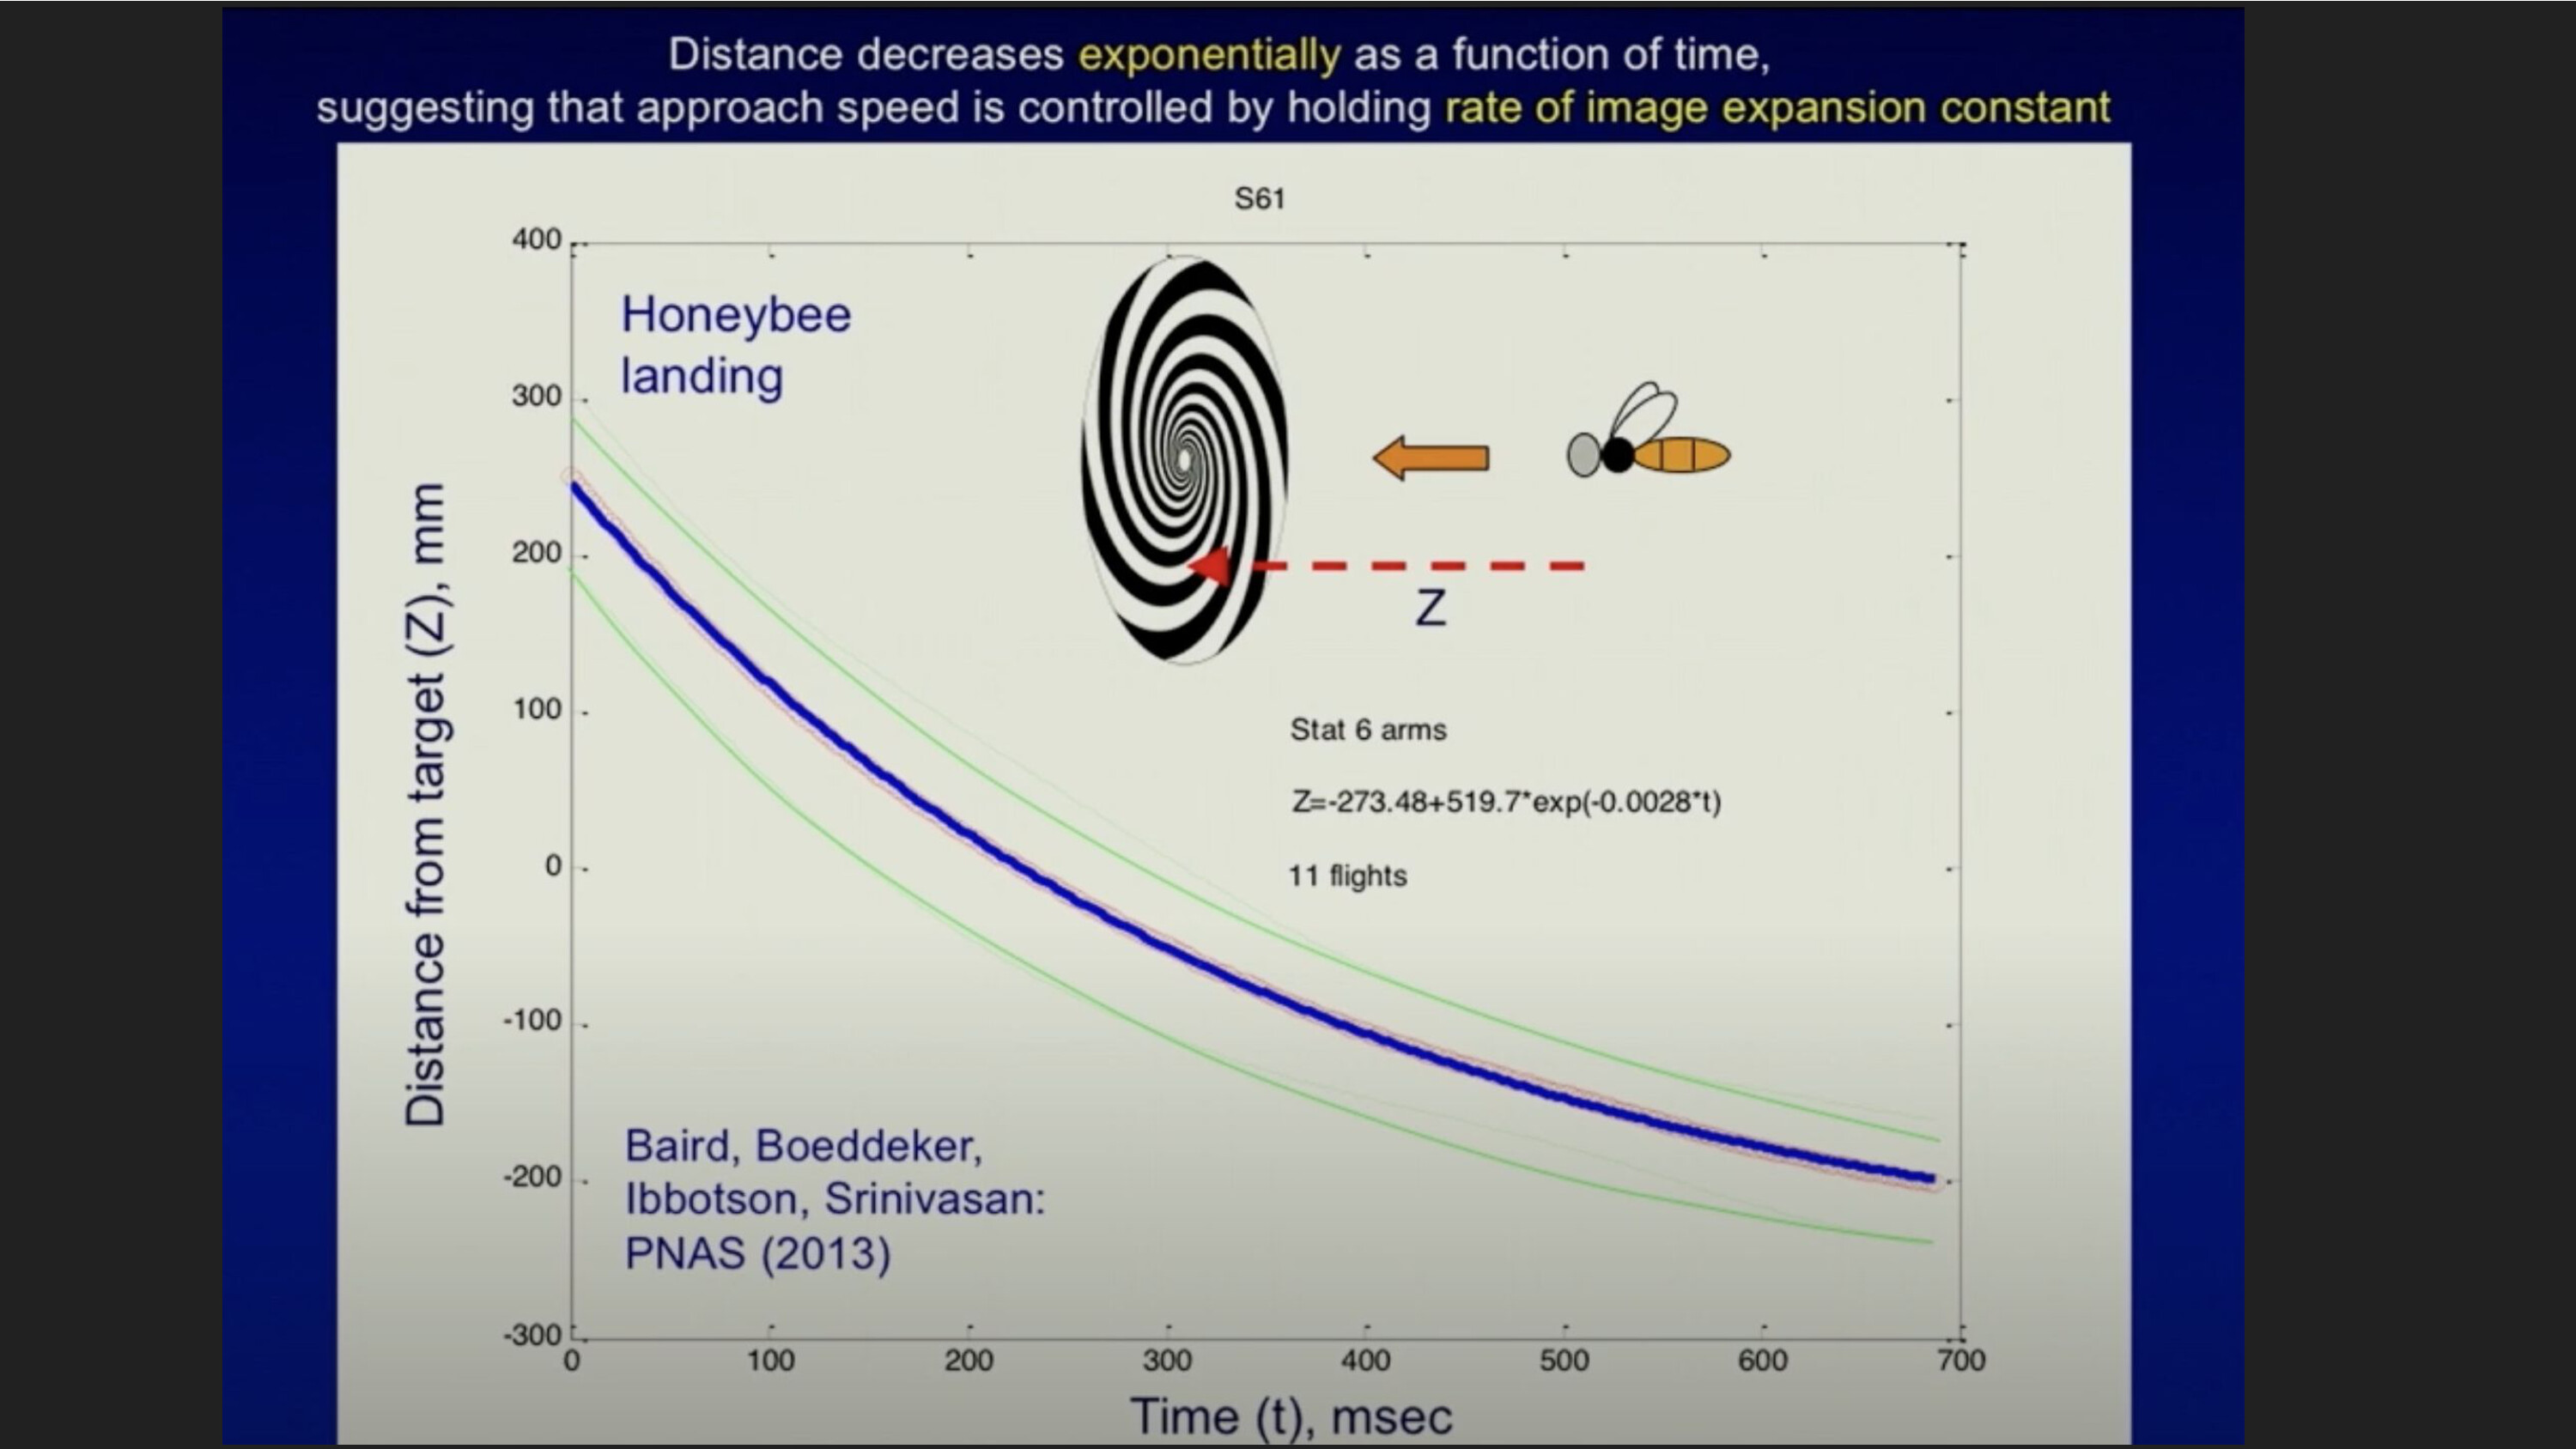 Distance decreases exponentially as a function of time,
suggesting that approach speed is controlled by holding rate of image expansion constant
S61
400
300
200
100
0
-100
-200
-300
Distance from target (Z), mm
Honeybee
landing
Z
Stat 6 arms
Z=-273.48+519.7*exp(-0.0028*t)
11 flights
Baird, Boeddeker,
Ibbotson, Srinivasan:
PNAS (2013)
0 100 200 300 400 500 600 700
Time (t), msec